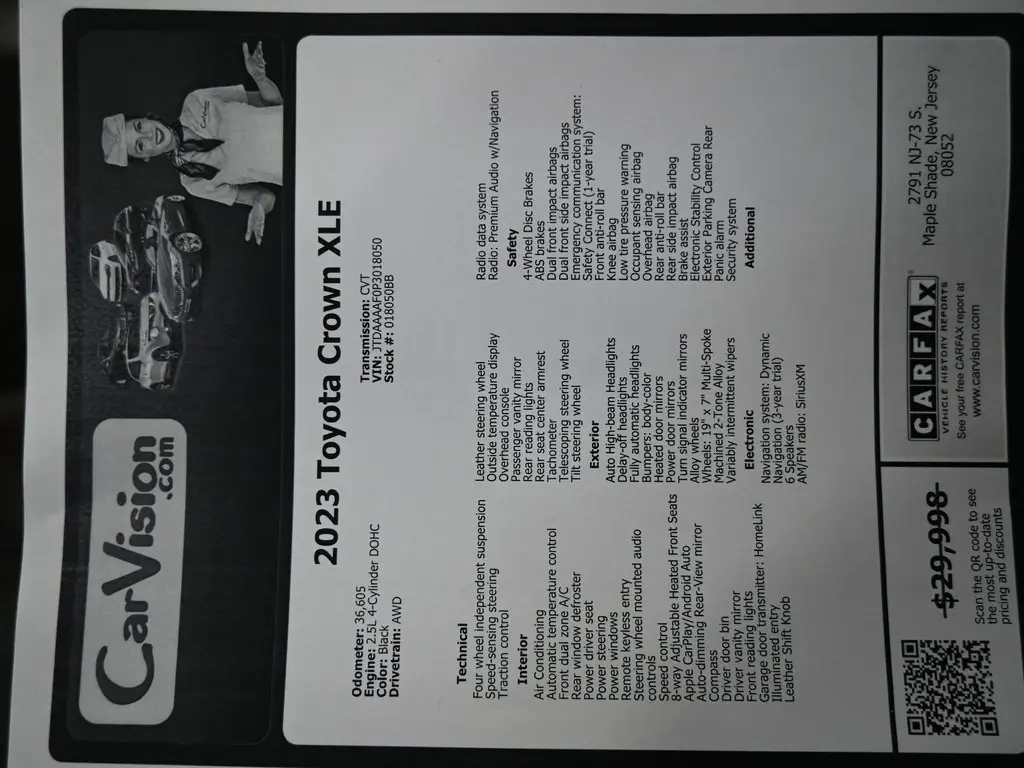 CarVision
.com
2023 Toyota Crown XLE
Odometer: 36,605
Engine: 2.5L 4-Cylinder DOHC
Color: Black
Drivetrain: AWD
Transmission: CVT
VIN: JTDAAAAF0P3018050
Stock #: 018050BB
Technical
Four wheel independent suspension
Speed-sensing steering
Traction control
Interior
Air Conditioning
Automatic temperature control
Front dual zone A/C
Rear window defroster
Power driver seat
Power steering
Power windows
Remote keyless entry
Steering wheel mounted audio
controls
Speed control
8-way Adjustable Heated Front Seats
Apple CarPlay/Android Auto
Auto-dimming Rear-View mirror
Compass
Driver door bin
Driver vanity mirror
Front reading lights
Garage door transmitter: HomeLink
Illuminated entry
Leather Shift Knob
Leather steering wheel
Outside temperature display
Overhead console
Passenger vanity mirror
Rear reading lights
Rear seat center armrest
Tachometer
Telescoping steering wheel
Tilt steering wheel
Exterior
Auto High-beam Headlights
Delay-off headlights
Fully automatic headlights
Bumpers: body-color
Heated door mirrors
Power door mirrors
Turn signal indicator mirrors
Alloy wheels
Wheels: 19" x 7" Multi-Spoke
Machined 2-Tone Alloy
Variably intermittent wipers
Electronic
Navigation system: Dynamic
Navigation (3-year trial)
6 Speakers
AM/FM radio: SiriusXM
Radio data system
Radio: Premium Audio w/Navigation
Safety
4-Wheel Disc Brakes
ABS brakes
Dual front impact airbags
Dual front side impact airbags
Emergency communication system:
Safety Connect (1-year trial)
Front anti-roll bar
Knee airbag
Low tire pressure warning
Occupant sensing airbag
Overhead airbag
Rear anti-roll bar
Rear side impact airbag
Brake assist
Electronic Stability Control
Exterior Parking Camera Rear
Panic alarm
Security system
Additional
$29,998
Scan the QR code to see
the most up-to-date
pricing and discounts
CARFAX
VEHICLE HISTORY REPORTS
See your free CARFAX report at
www.carvision.com
2791 NJ-73 S.
Maple Shade, New Jersey
08052